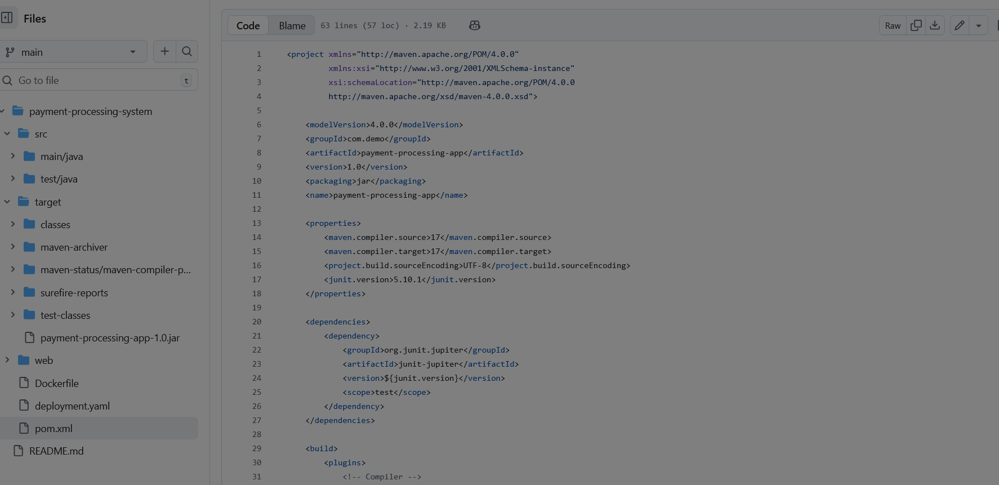 Files
main
Go to file
t
payment-processing-system
src
main/java
test/java
target
classes
maven-archiver
maven-status/maven-compiler-p...
surefire-reports
test-classes
payment-processing-app-1.0.jar
web
Dockerfile
deployment.yaml
pom.xml
README.md
Code Blame 63 lines (57 loc) · 2.19 KB
Raw
1 <project xmlns="http://maven.apache.org/POM/4.0.0"
2 xmlns:xsi="http://www.w3.org/2001/XMLSchema-instance"
3 xsi:schemaLocation="http://maven.apache.org/POM/4.0.0
4 http://maven.apache.org/xsd/maven-4.0.0.xsd">
5
6 <modelVersion>4.0.0</modelVersion>
7 <groupId>com.demo</groupId>
8 <artifactId>payment-processing-app</artifactId>
9 <version>1.0</version>
10 <packaging>jar</packaging>
11 <name>payment-processing-app</name>
12
13 <properties>
14 <maven.compiler.source>17</maven.compiler.source>
15 <maven.compiler.target>17</maven.compiler.target>
16 <project.build.sourceEncoding>UTF-8</project.build.sourceEncoding>
17 <junit.version>5.10.1</junit.version>
18 </properties>
19
20 <dependencies>
21 <dependency>
22 <groupId>org.junit.jupiter</groupId>
23 <artifactId>junit-jupiter</artifactId>
24 <version>${junit.version}</version>
25 <scope>test</scope>
26 </dependency>
27 </dependencies>
28
29 <build>
30 <plugins>
31 <!-- Compiler -->